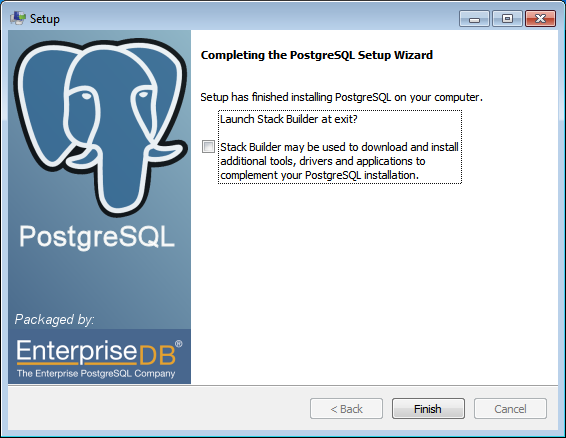 Setup
Completing the PostgreSQL Setup Wizard
Setup has finished installing PostgreSQL on your computer.
Launch Stack Builder at exit?
Stack Builder may be used to download and install
additional tools, drivers and applications to
complement your PostgreSQL installation.
PostgreSQL
Packaged by:
EnterpriseDB®
The Enterprise PostgreSQL Company
< Back
Finish
Cancel